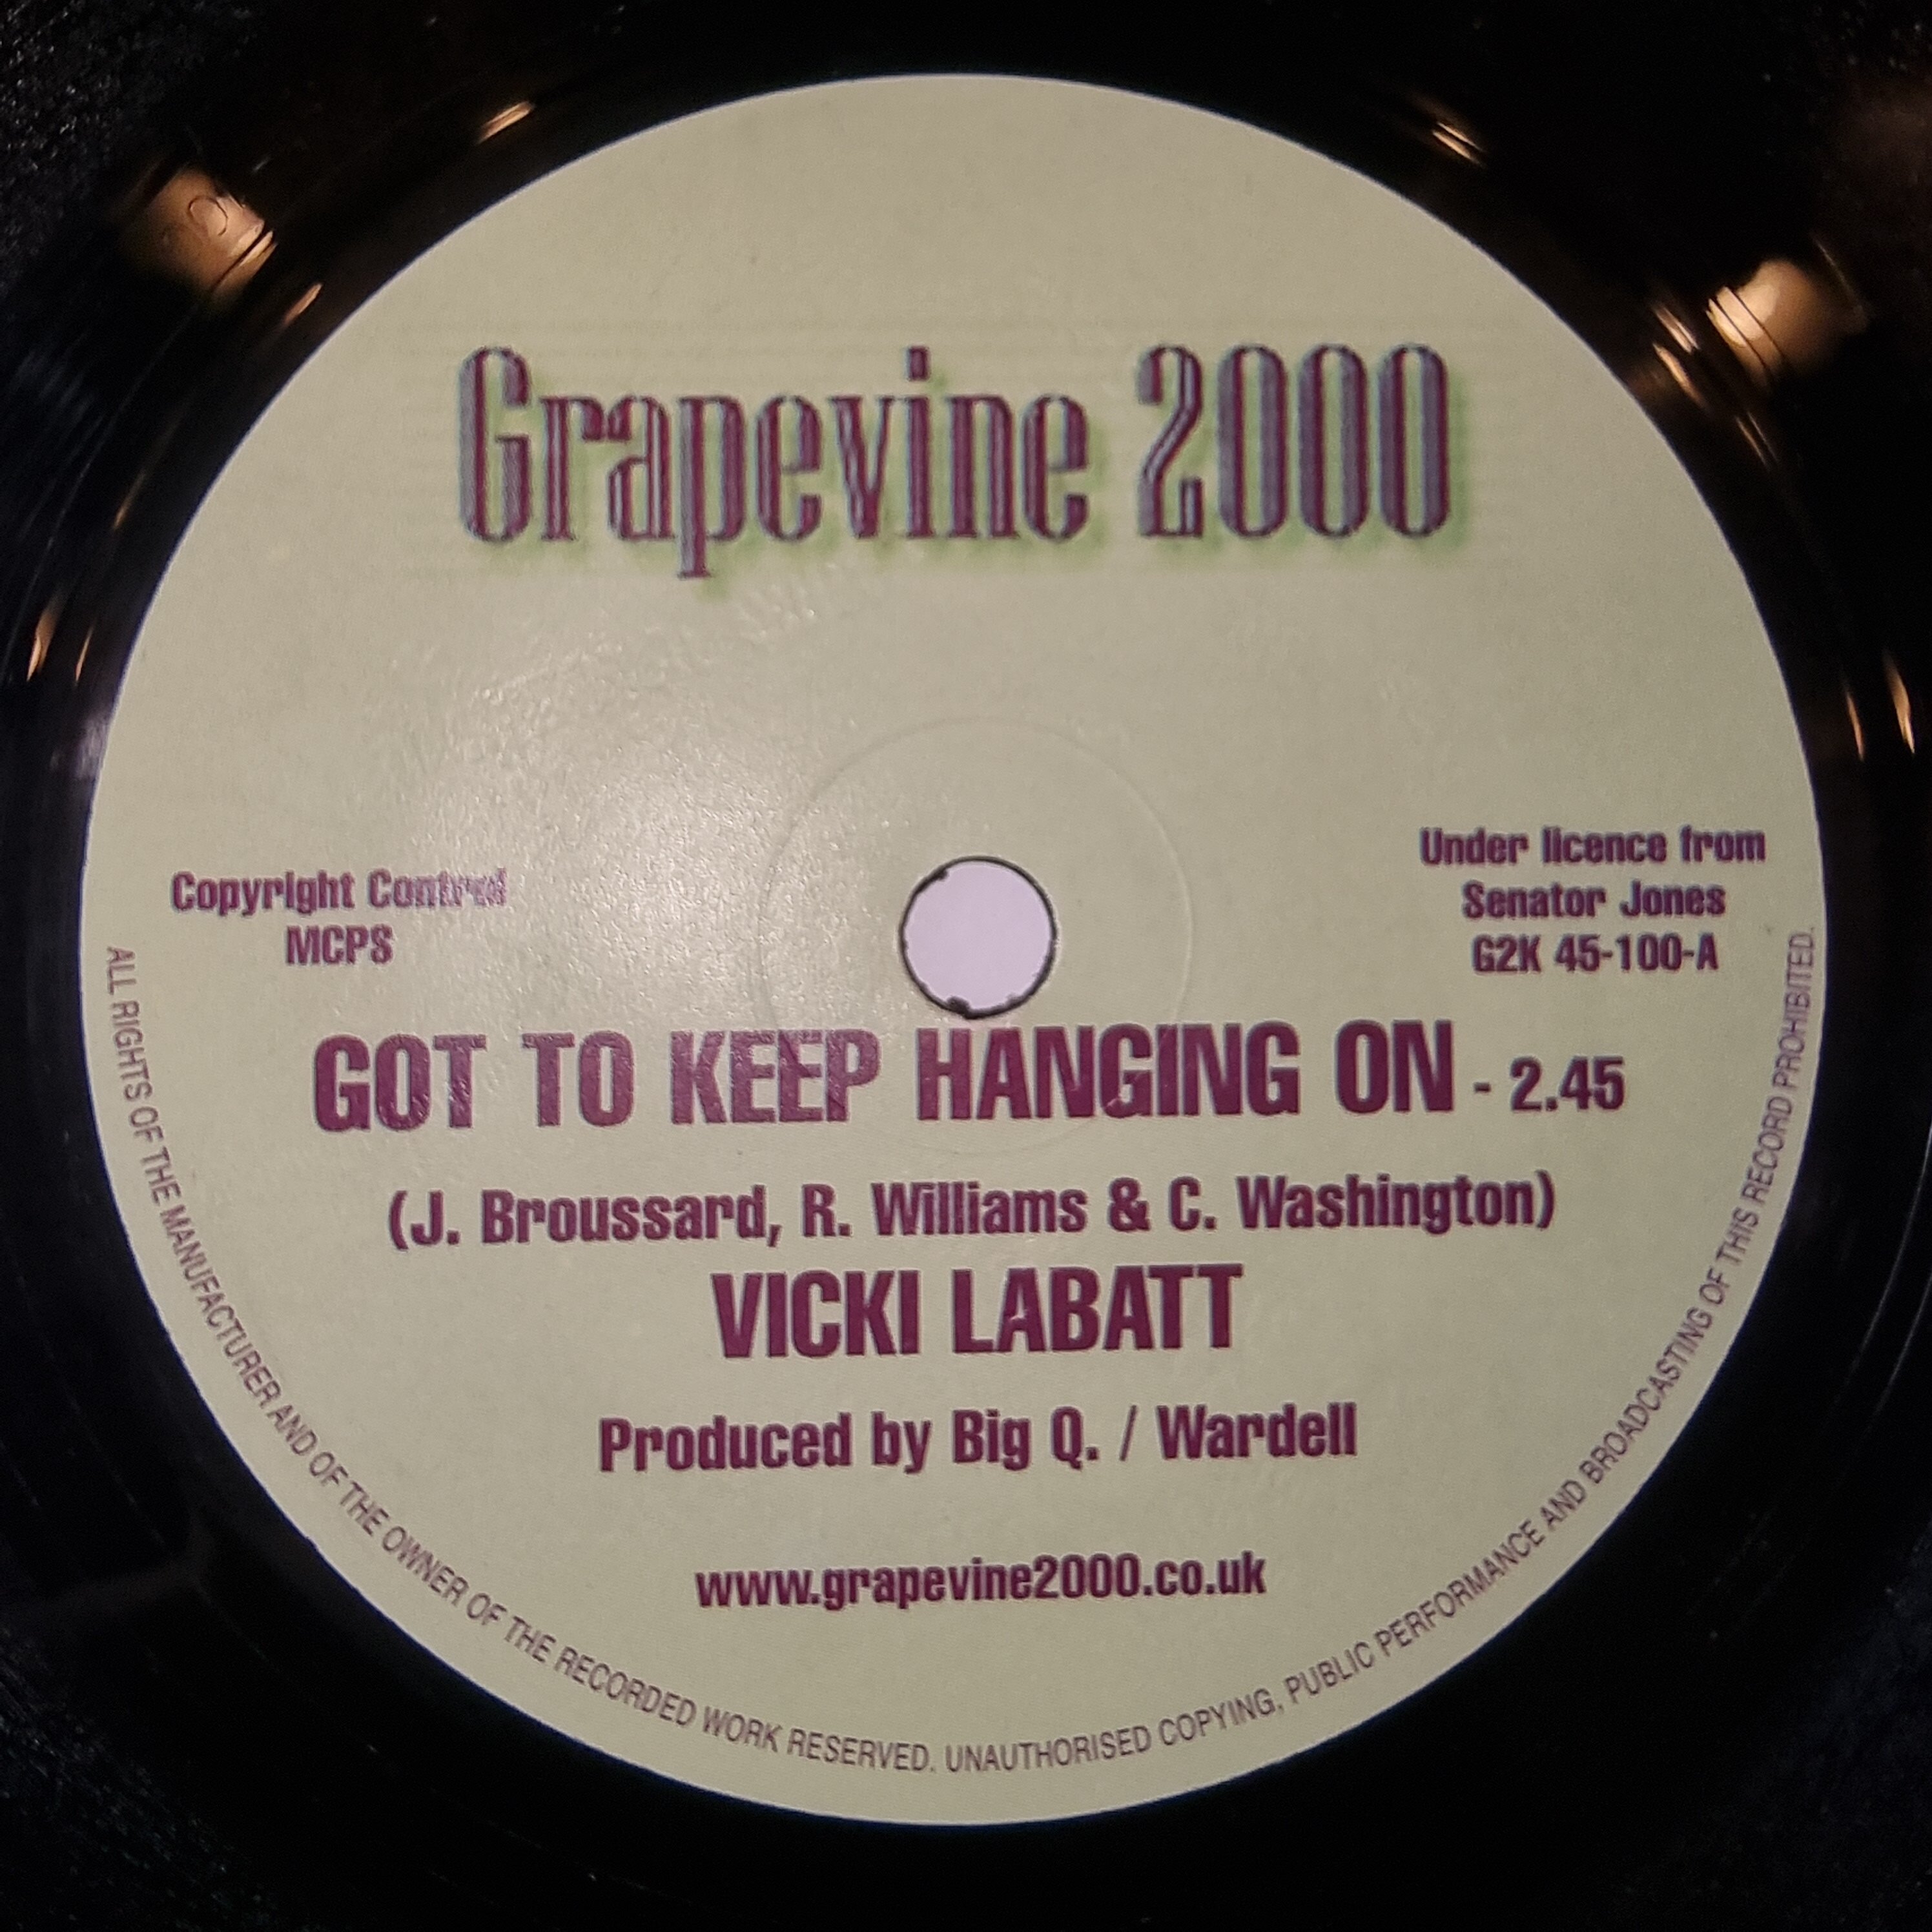 Grapevine 2000
Copyright Control
MCPS
Under licence from
Senator Jones
G2K 45-100-A
GOT TO KEEP HANGING ON - 2.45
(J. Broussard, R. Williams & C. Washington)
VICKI LABATT
Produced by Big Q. / Wardell
www.grapevine2000.co.uk
ALL RIGHTS OF THE MANUFACTURER AND OF THE OWNER OF THE RECORDED WORK RESERVED. UNAUTHORISED COPYING, PUBLIC PERFORMANCE AND BROADCASTING OF THIS RECORD PROHIBITED.